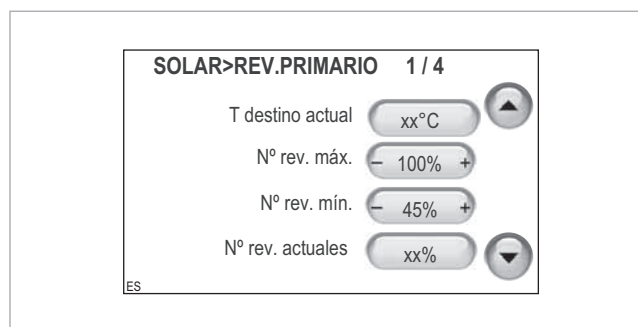 SOLAR>REV.PRIMARIO 1 / 4
T destino actual xx°C
Nº rev. máx. − 100% +
Nº rev. mín. − 45% +
Nº rev. actuales xx%
ES